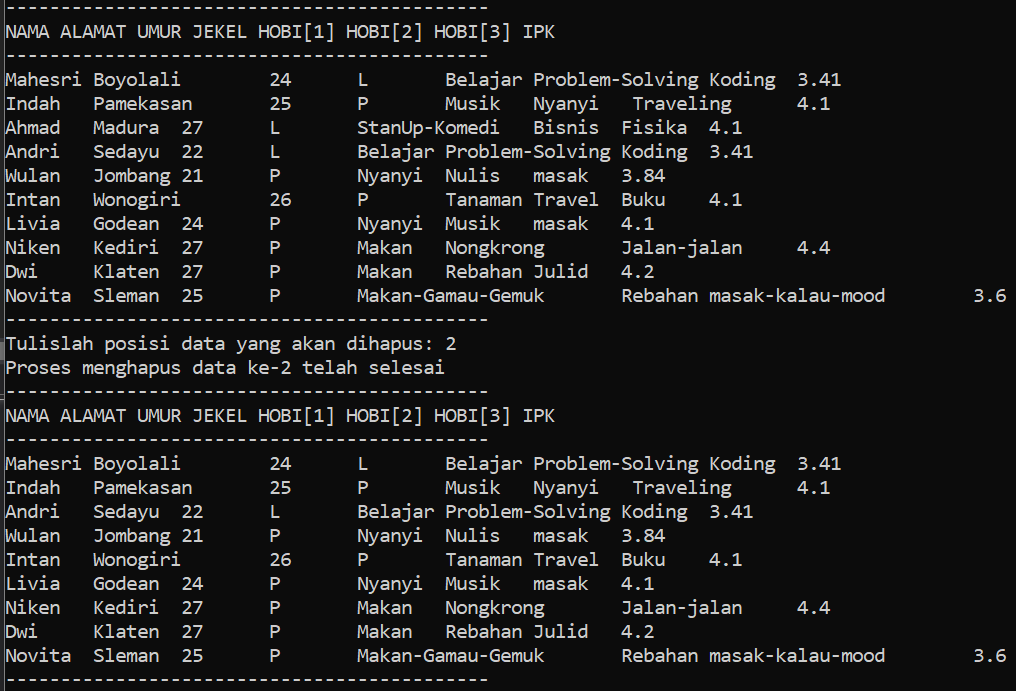 --------------------------------------------
NAMA ALAMAT UMUR JEKEL HOBI[1] HOBI[2] HOBI[3] IPK
--------------------------------------------
Mahesri Boyolali        24      L       Belajar Problem-Solving Koding  3.41
Indah   Pamekasan       25      P       Musik   Nyanyi   Traveling      4.1
Ahmad   Madura  27      L       StanUp-Komedi   Bisnis  Fisika  4.1
Andri   Sedayu  22      L       Belajar Problem-Solving Koding  3.41
Wulan   Jombang 21      P       Nyanyi  Nulis   masak   3.84
Intan   Wonogiri        26      P       Tanaman Travel  Buku    4.1
Livia   Godean  24      P       Nyanyi  Musik   masak   4.1
Niken   Kediri  27      P       Makan   Nongkrong       Jalan-jalan     4.4
Dwi     Klaten  27      P       Makan   Rebahan Julid   4.2
Novita  Sleman  25      P       Makan-Gamau-Gemuk       Rebahan masak-kalau-mood        3.6
--------------------------------------------
Tulislah posisi data yang akan dihapus: 2
Proses menghapus data ke-2 telah selesai
--------------------------------------------
NAMA ALAMAT UMUR JEKEL HOBI[1] HOBI[2] HOBI[3] IPK
--------------------------------------------
Mahesri Boyolali        24      L       Belajar Problem-Solving Koding  3.41
Indah   Pamekasan       25      P       Musik   Nyanyi   Traveling      4.1
Andri   Sedayu  22      L       Belajar Problem-Solving Koding  3.41
Wulan   Jombang 21      P       Nyanyi  Nulis   masak   3.84
Intan   Wonogiri        26      P       Tanaman Travel  Buku    4.1
Livia   Godean  24      P       Nyanyi  Musik   masak   4.1
Niken   Kediri  27      P       Makan   Nongkrong       Jalan-jalan     4.4
Dwi     Klaten  27      P       Makan   Rebahan Julid   4.2
Novita  Sleman  25      P       Makan-Gamau-Gemuk       Rebahan masak-kalau-mood        3.6
--------------------------------------------